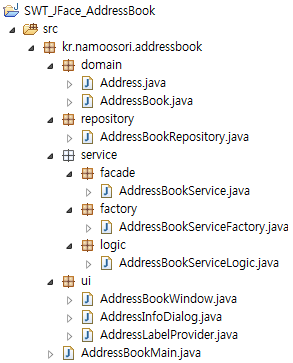 SWT_JFace_AddressBook
src
kr.namoosori.addressbook
domain
Address.java
AddressBook.java
repository
AddressBookRepository.java
service
facade
AddressBookService.java
factory
AddressBookServiceFactory.java
logic
AddressBookServiceLogic.java
ui
AddressBookWindow.java
AddressInfoDialog.java
AddressLabelProvider.java
AddressBookMain.java